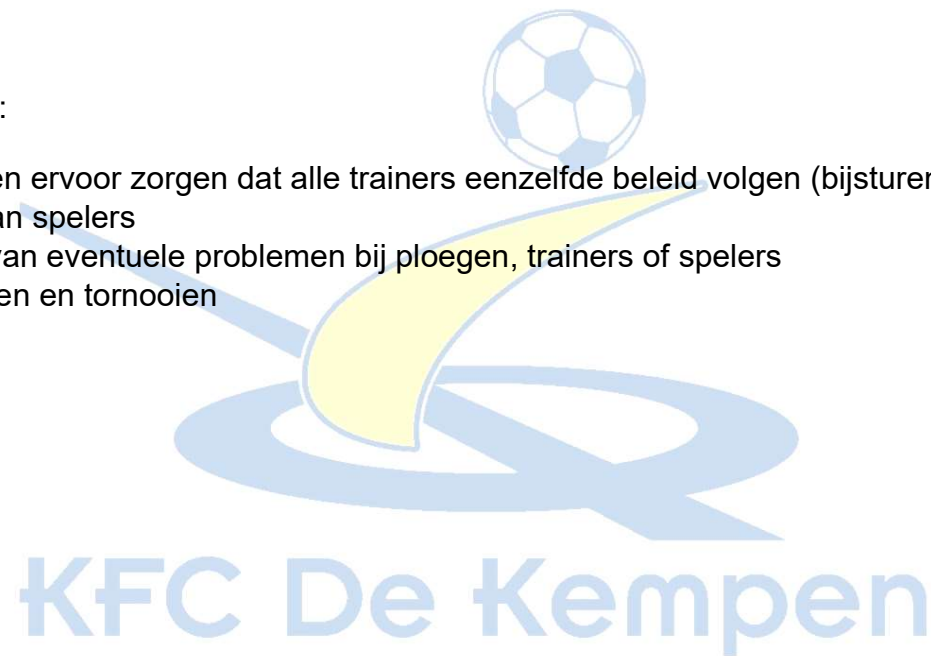 :
en ervoor zorgen dat alle trainers eenzelfde beleid volgen (bijsturen
an spelers
van eventuele problemen bij ploegen, trainers of spelers
en en tornooien
KFC De Kempen